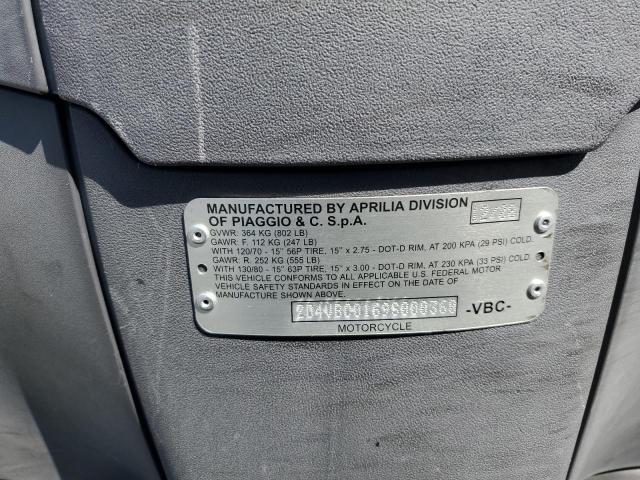 MANUFACTURED BY APRILIA DIVISION
OF PIAGGIO & C. S.p.A.
GVWR: 364 KG (802 LB)
GAWR: F. 112 KG (247 LB)
WITH 120/70 - 15" 56P TIRE, 15" x 2.75 - DOT-D RIM, AT 200 KPA (29 PSI) COLD.
GAWR: R. 252 KG (555 LB)
WITH 130/80 - 15" 63P TIRE, 15" x 3.00 - DOT-D RIM, AT 230 KPA (33 PSI) COLD.
THIS VEHICLE CONFORMS TO ALL APPLICABLE U.S. FEDERAL MOTOR
VEHICLE SAFETY STANDARDS IN EFFECT ON THE DATE OF MANUFACTURE
SHOWN ABOVE.
-VBC-
MOTORCYCLE